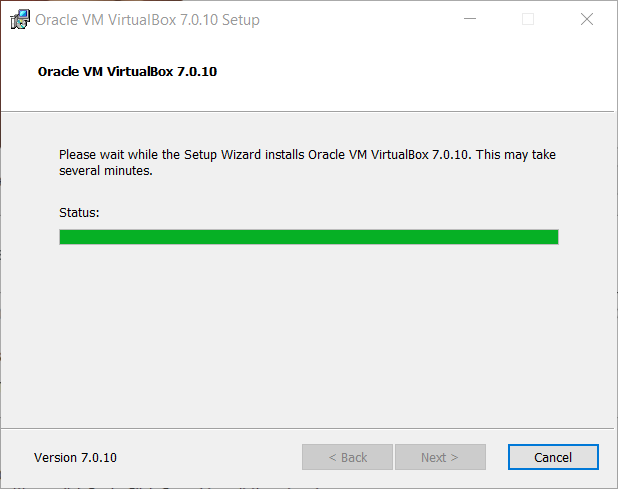 Oracle VM VirtualBox 7.0.10 Setup
Oracle VM VirtualBox 7.0.10
Please wait while the Setup Wizard installs Oracle VM VirtualBox 7.0.10. This may take
several minutes.
Status:
Version 7.0.10
< Back
Next >
Cancel